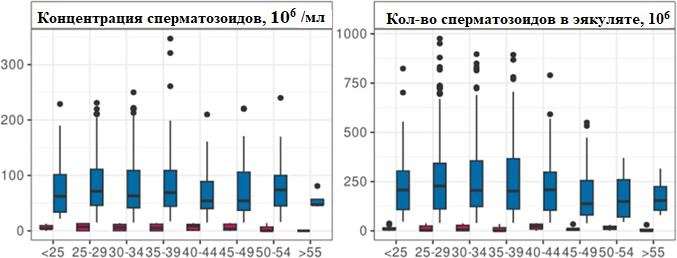 Концентрация сперматозоидов, 10⁶ /мл
300
200
100
0
<25 25-29 30-34 35-39 40-44 45-49 50-54 >55
Кол-во сперматозоидов в эякуляте, 10⁶
1000
750
500
250
0
<25 25-29 30-34 35-39 40-44 45-49 50-54 >55